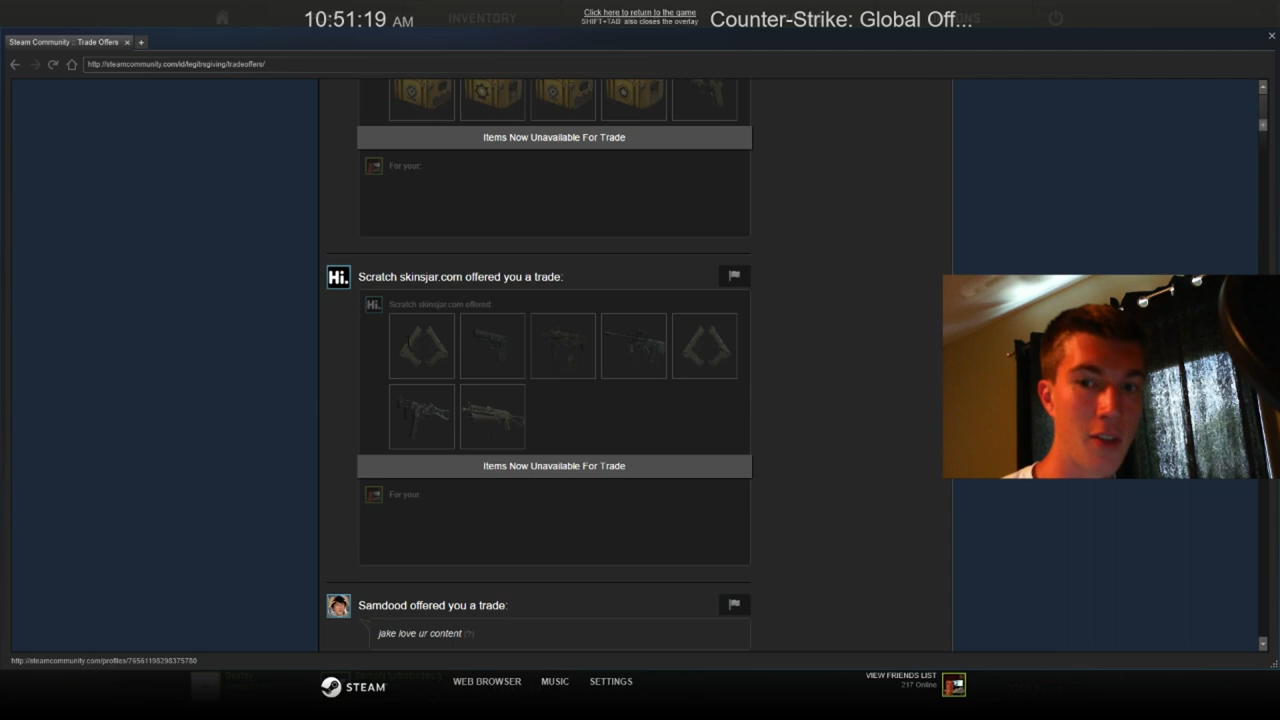 10:51:19 AM
INVENTORY
Click here to return to the game
'SHIFT+TAB' also closes the overlay
Counter-Strike: Global Off...
Steam Community :: Trade Offers
http://steamcommunity.com/id/legitrsgiving/tradeoffers/
Items Now Unavailable For Trade
For your:
Hi.
Scratch skinsjar.com offered you a trade:
Hi.
Scratch skinsjar.com offered:
Items Now Unavailable For Trade
For your
Samdood offered you a trade:
jake love ur content (?)
http://steamcommunity.com/profiles/76561198298375780
STEAM
WEB BROWSER
MUSIC
SETTINGS
VIEW FRIENDS LIST
217 Online